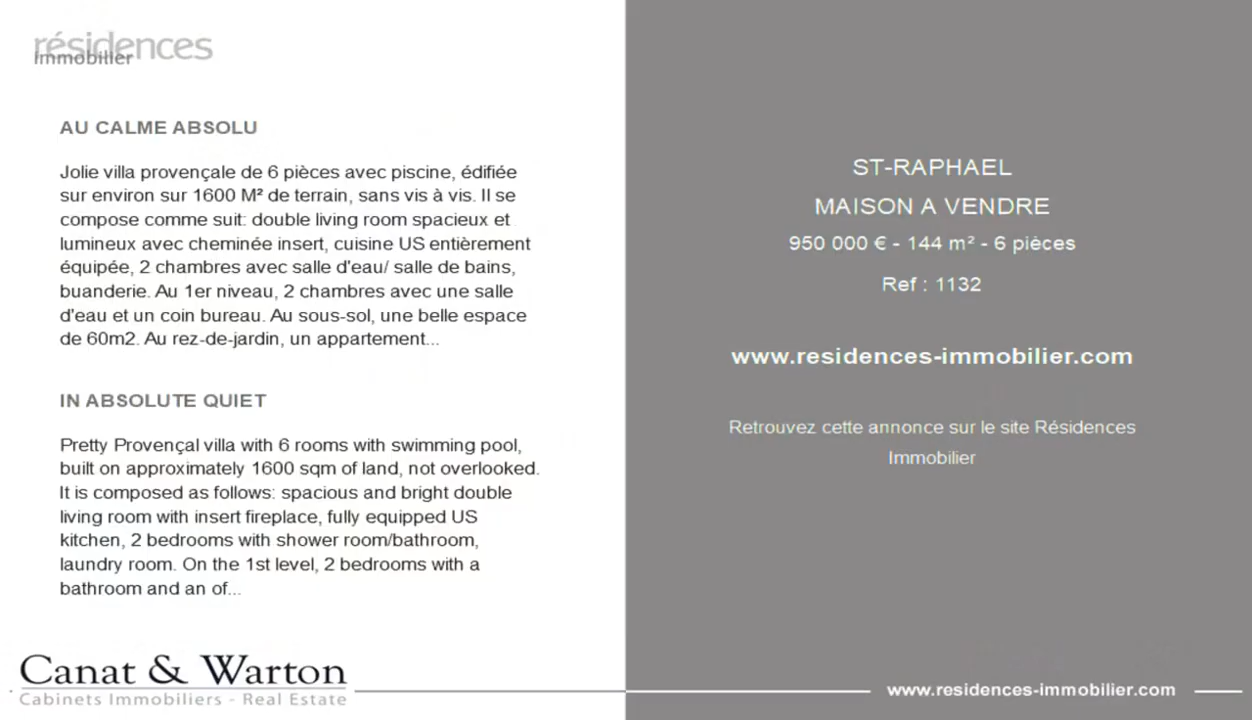 résidences
immobilier
AU CALME ABSOLU
Jolie villa provençale de 6 pièces avec piscine, édifiée
sur environ sur 1600 M² de terrain, sans vis à vis. Il se
compose comme suit: double living room spacieux et
lumineux avec cheminée insert, cuisine US entièrement
équipée, 2 chambres avec salle d'eau/ salle de bains,
buanderie. Au 1er niveau, 2 chambres avec une salle
d'eau et un coin bureau. Au sous-sol, une belle espace
de 60m2. Au rez-de-jardin, un appartement...
IN ABSOLUTE QUIET
Pretty Provençal villa with 6 rooms with swimming pool,
built on approximately 1600 sqm of land, not overlooked.
It is composed as follows: spacious and bright double
living room with insert fireplace, fully equipped US
kitchen, 2 bedrooms with shower room/bathroom,
laundry room. On the 1st level, 2 bedrooms with a
bathroom and an of...
Canat & Warton
Cabinets Immobiliers - Real Estate
ST-RAPHAEL
MAISON A VENDRE
950 000 € - 144 m² - 6 pièces
Ref : 1132
www.residences-immobilier.com
Retrouvez cette annonce sur le site Résidences
Immobilier
www.residences-immobilier.com